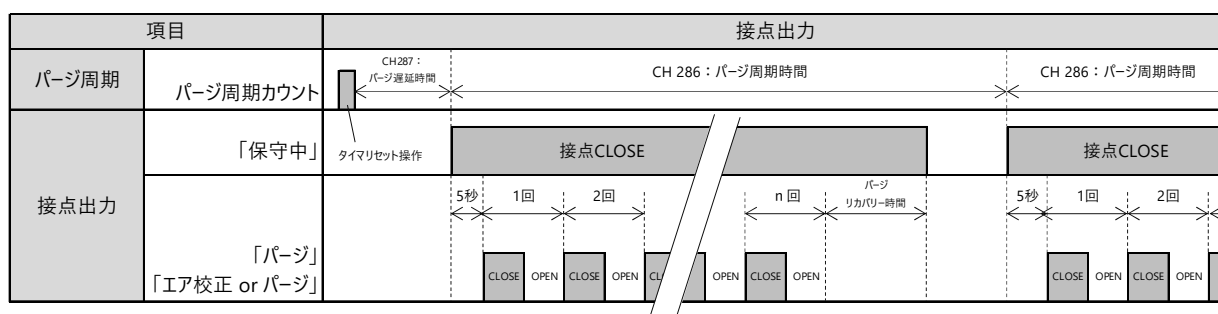 項目
接点出力
パージ周期
パージ周期カウント
CH287：
パージ遅延時間
CH 286：パージ周期時間
CH 286：パージ周期時間
タイマリセット操作
接点出力
「保守中」
接点CLOSE
接点CLOSE
「パージ」
「エア校正 or パージ」
5秒
1回
2回
n 回
パージ
リカバリー時間
5秒
1回
2回
CLOSE
OPEN
CLOSE
OPEN
CL
OPEN
CLOSE
OPEN
CLOSE
OPEN
CLOSE
OPEN